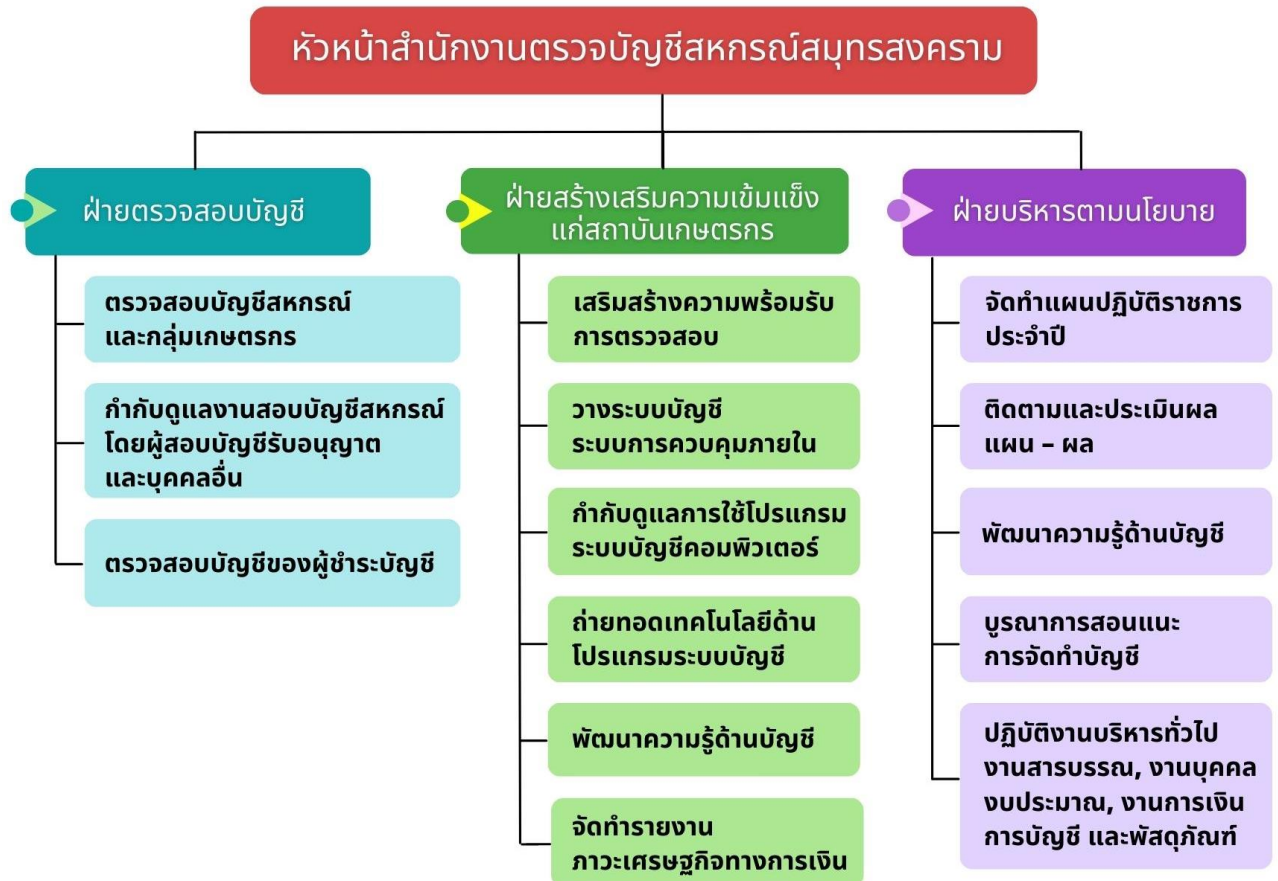 หัวหน้าสำนักงานตรวจบัญชีสหกรณ์สมุทรสงคราม
ฝ่ายตรวจสอบบัญชี
ตรวจสอบบัญชีสหกรณ์
และกลุ่มเกษตรกร
กำกับดูแลงานสอบบัญชีสหกรณ์
โดยผู้สอบบัญชีรับอนุญาต
และบุคคลอื่น
ตรวจสอบบัญชีของผู้ชำระบัญชี
ฝ่ายสร้างเสริมความเข้มแข็ง
แก่สถาบันเกษตรกร
เสริมสร้างความพร้อมรับ
การตรวจสอบ
วางระบบบัญชี
ระบบการควบคุมภายใน
กำกับดูแลการใช้โปรแกรม
ระบบบัญชีคอมพิวเตอร์
ถ่ายทอดเทคโนโลยีด้าน
โปรแกรมระบบบัญชี
พัฒนาความรู้ด้านบัญชี
จัดทำรายงาน
ภาวะเศรษฐกิจทางการเงิน
ฝ่ายบริหารตามนโยบาย
จัดทำแผนปฏิบัติราชการ
ประจำปี
ติดตามและประเมินผล
แผน – ผล
พัฒนาความรู้ด้านบัญชี
บูรณาการสอนแนะ
การจัดทำบัญชี
ปฏิบัติงานบริหารทั่วไป
งานสารบรรณ, งานบุคคล
งบประมาณ, งานการเงิน
การบัญชี และพัสดุภัณฑ์